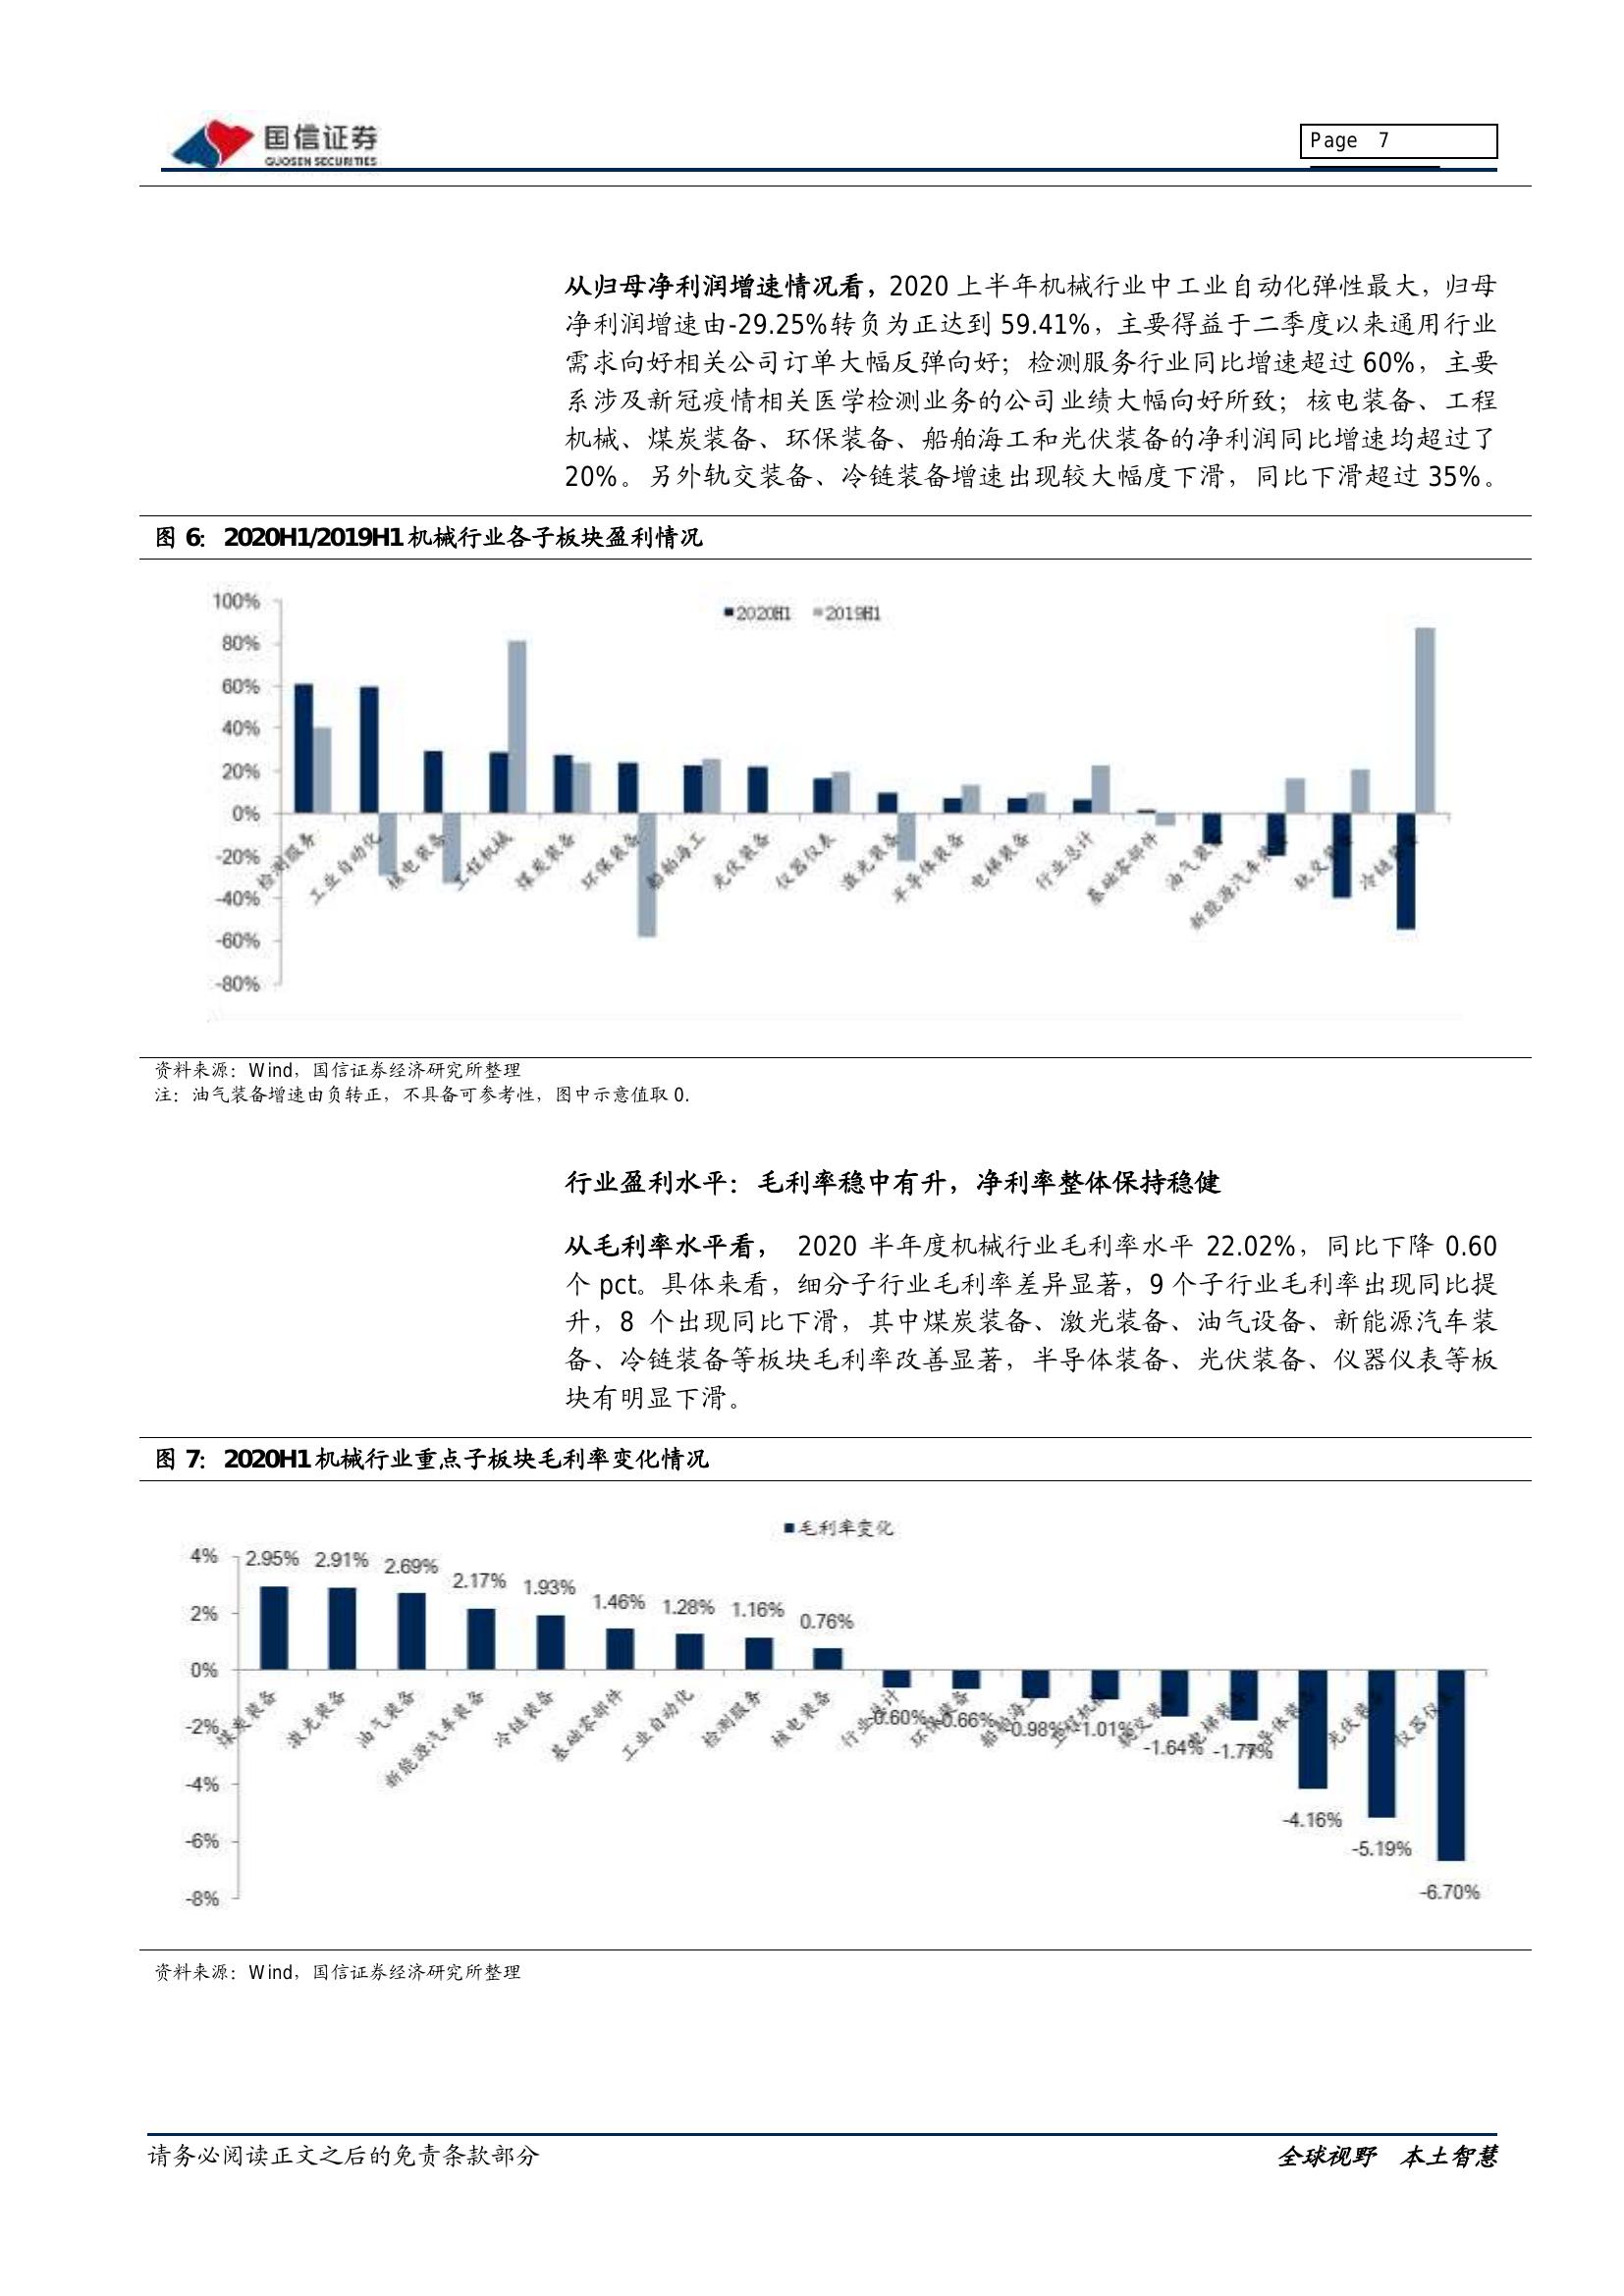 国信证券
GUOSEN SECURITIES
Page 7
从归母净利润增速情况看，2020 上半年机械行业中工业自动化弹性最大，归母
净利润增速由-29.25%转负为正达到 59.41%，主要得益于二季度以来通用行业
需求向好相关公司订单大幅反弹向好；检测服务行业同比增速超过 60%，主要
系涉及新冠疫情相关医学检测业务的公司业绩大幅向好所致；核电装备、工程
机械、煤炭装备、环保装备、船舶海工和光伏装备的净利润同比增速均超过了
20%。另外轨交装备、冷链装备增速出现较大幅度下滑，同比下滑超过 35%。
图 6：2020H1/2019H1 机械行业各子板块盈利情况
2020H1 2019H1
100%
80%
60%
40%
20%
0%
-20%
-40%
-60%
-80%
检测服务
工业自动化
核电装备
工程机械
煤炭装备
环保装备
船舶海工
光伏装备
仪器仪表
激光装备
半导体装备
电梯装备
行业总计
基础零部件
油气装备
新能源汽车装备
轨交装备
冷链装备
资料来源：Wind，国信证券经济研究所整理
注：油气装备增速由负转正，不具备可参考性，图中示意值取 0.
行业盈利水平：毛利率稳中有升，净利率整体保持稳健
从毛利率水平看， 2020 半年度机械行业毛利率水平 22.02%，同比下降 0.60
个 pct。具体来看，细分子行业毛利率差异显著，9 个子行业毛利率出现同比提
升，8 个出现同比下滑，其中煤炭装备、激光装备、油气设备、新能源汽车装
备、冷链装备等板块毛利率改善显著，半导体装备、光伏装备、仪器仪表等板
块有明显下滑。
图 7：2020H1 机械行业重点子板块毛利率变化情况
毛利率变化
4%
2%
0%
-2%
-4%
-6%
-8%
2.95% 2.91% 2.69% 2.17% 1.93% 1.46% 1.28% 1.16% 0.76%
-0.60% -0.66% -0.98% -1.01% -1.64% -1.77% -4.16% -5.19% -6.70%
煤炭装备
激光装备
油气装备
新能源汽车装备
冷链装备
基础零部件
工业自动化
检测服务
核电装备
行业总计
环保装备
船舶海工
工程机械
轨交装备
电梯装备
半导体装备
光伏装备
仪器仪表
资料来源：Wind，国信证券经济研究所整理
请务必阅读正文之后的免责条款部分
全球视野 本土智慧